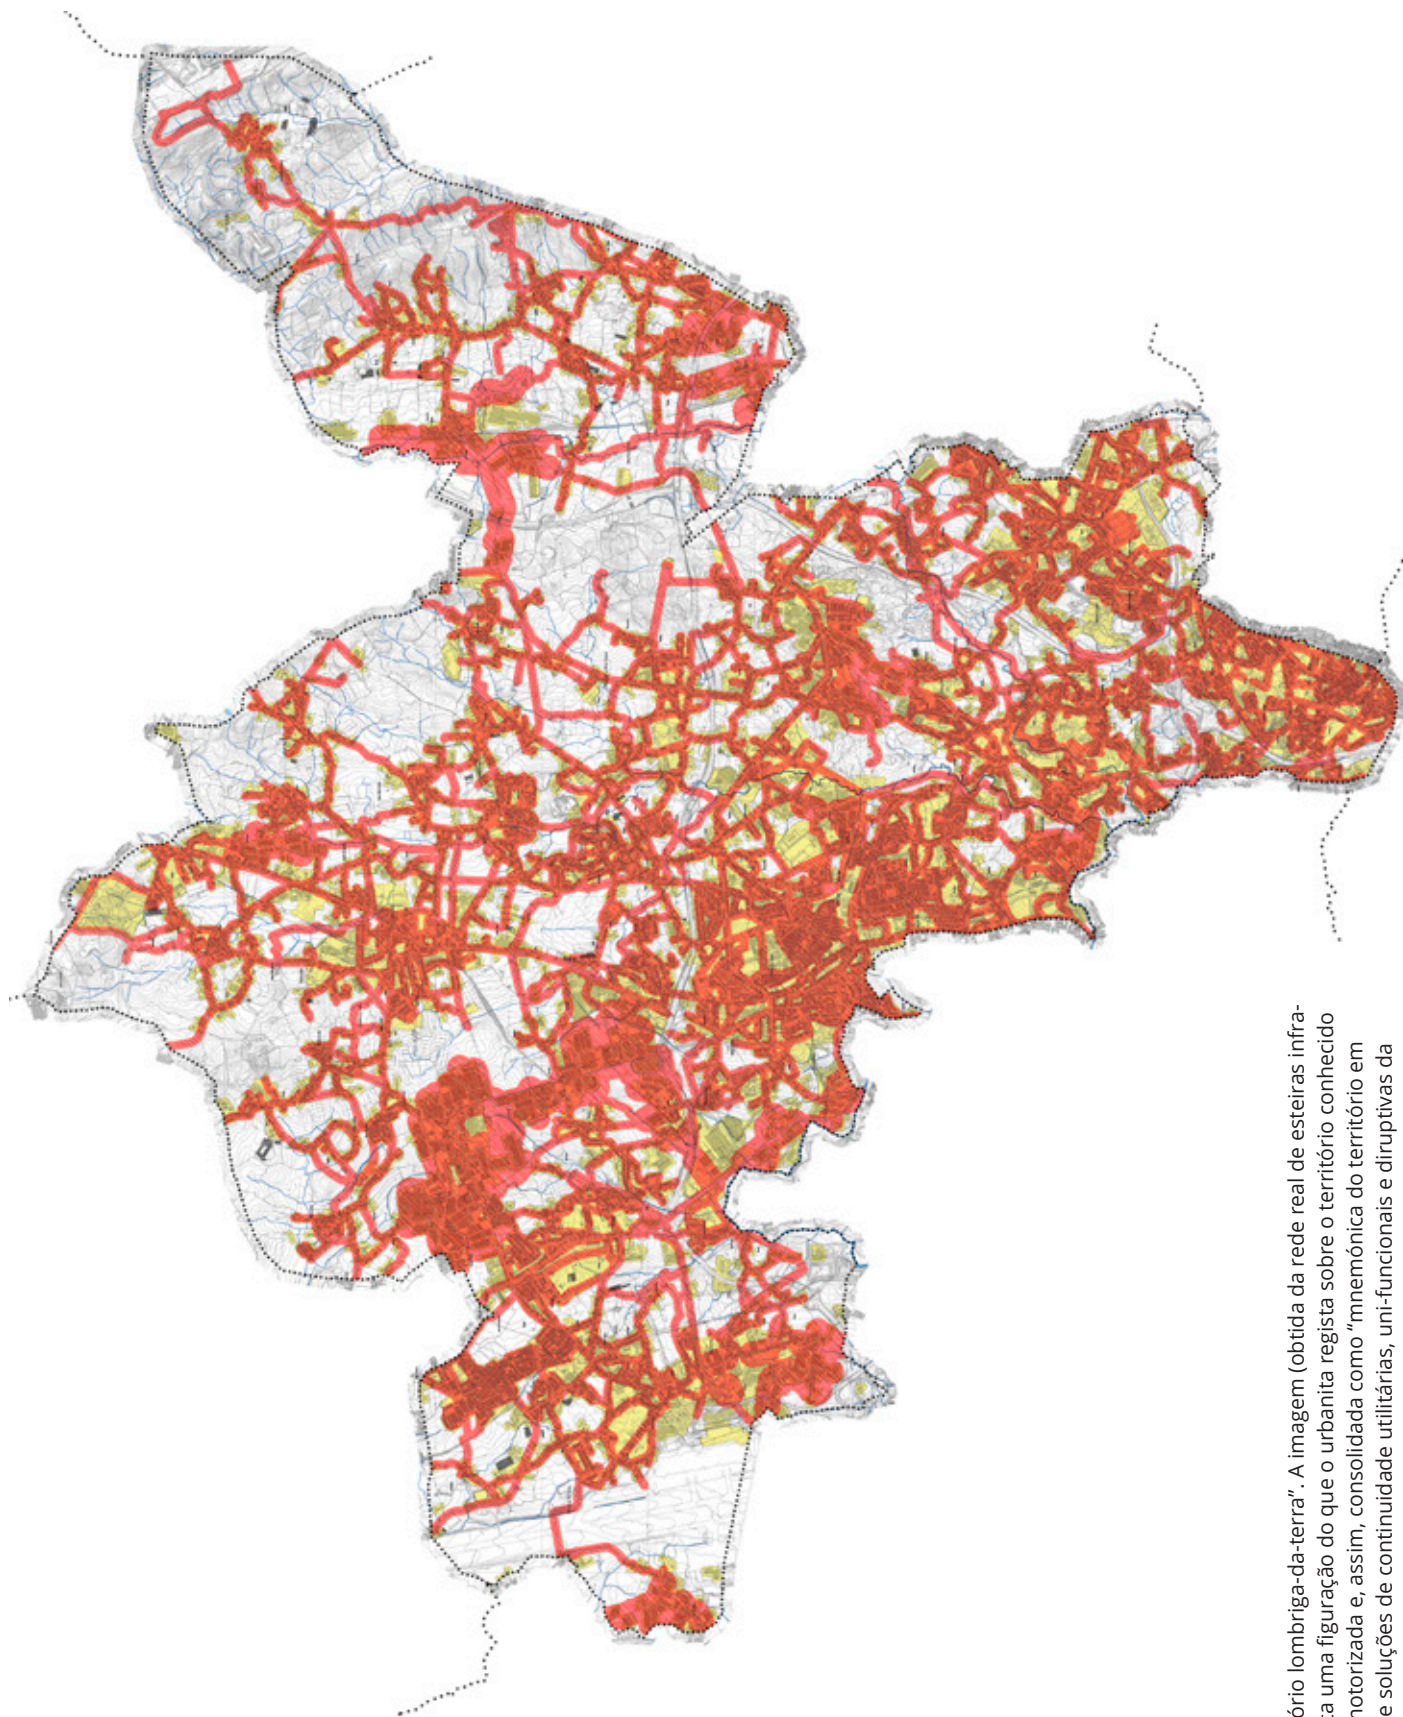 ório lombriga-da-terra”. A imagem (obtida da rede real de esteiras infra-
a uma figuração do que o urbanita regista sobre o território conhecido
notorizada e, assim, consolidada como “mnemónica do território em
e soluções de continuidade utilitárias, uni-funcionais e diruptivas da